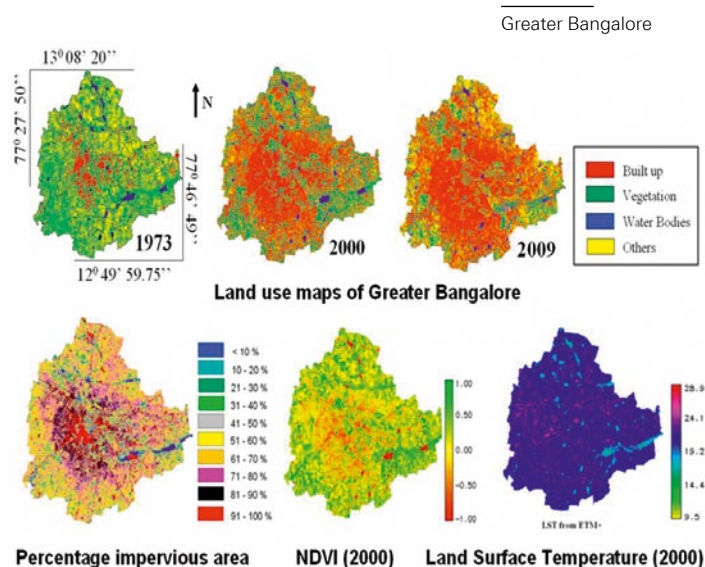 Greater Bangalore
13⁰ 08’ 20’’
77⁰ 27’ 50’’
N
77⁰ 46’ 49’’
1973
2000
2009
12⁰ 49’ 59.75’’
Built up
Vegetation
Water Bodies
Others
Land use maps of Greater Bangalore
< 10 %
10 - 20 %
21 - 30 %
31 - 40 %
41 - 50 %
51 - 60 %
61 - 70 %
71 - 80 %
81 - 90 %
91 - 100 %
1.00
0.50
0.00
-0.50
-1.00
28.9
24.1
19.2
14.4
9.5
LST from ETM+
Percentage impervious area
NDVI (2000)
Land Surface Temperature (2000)